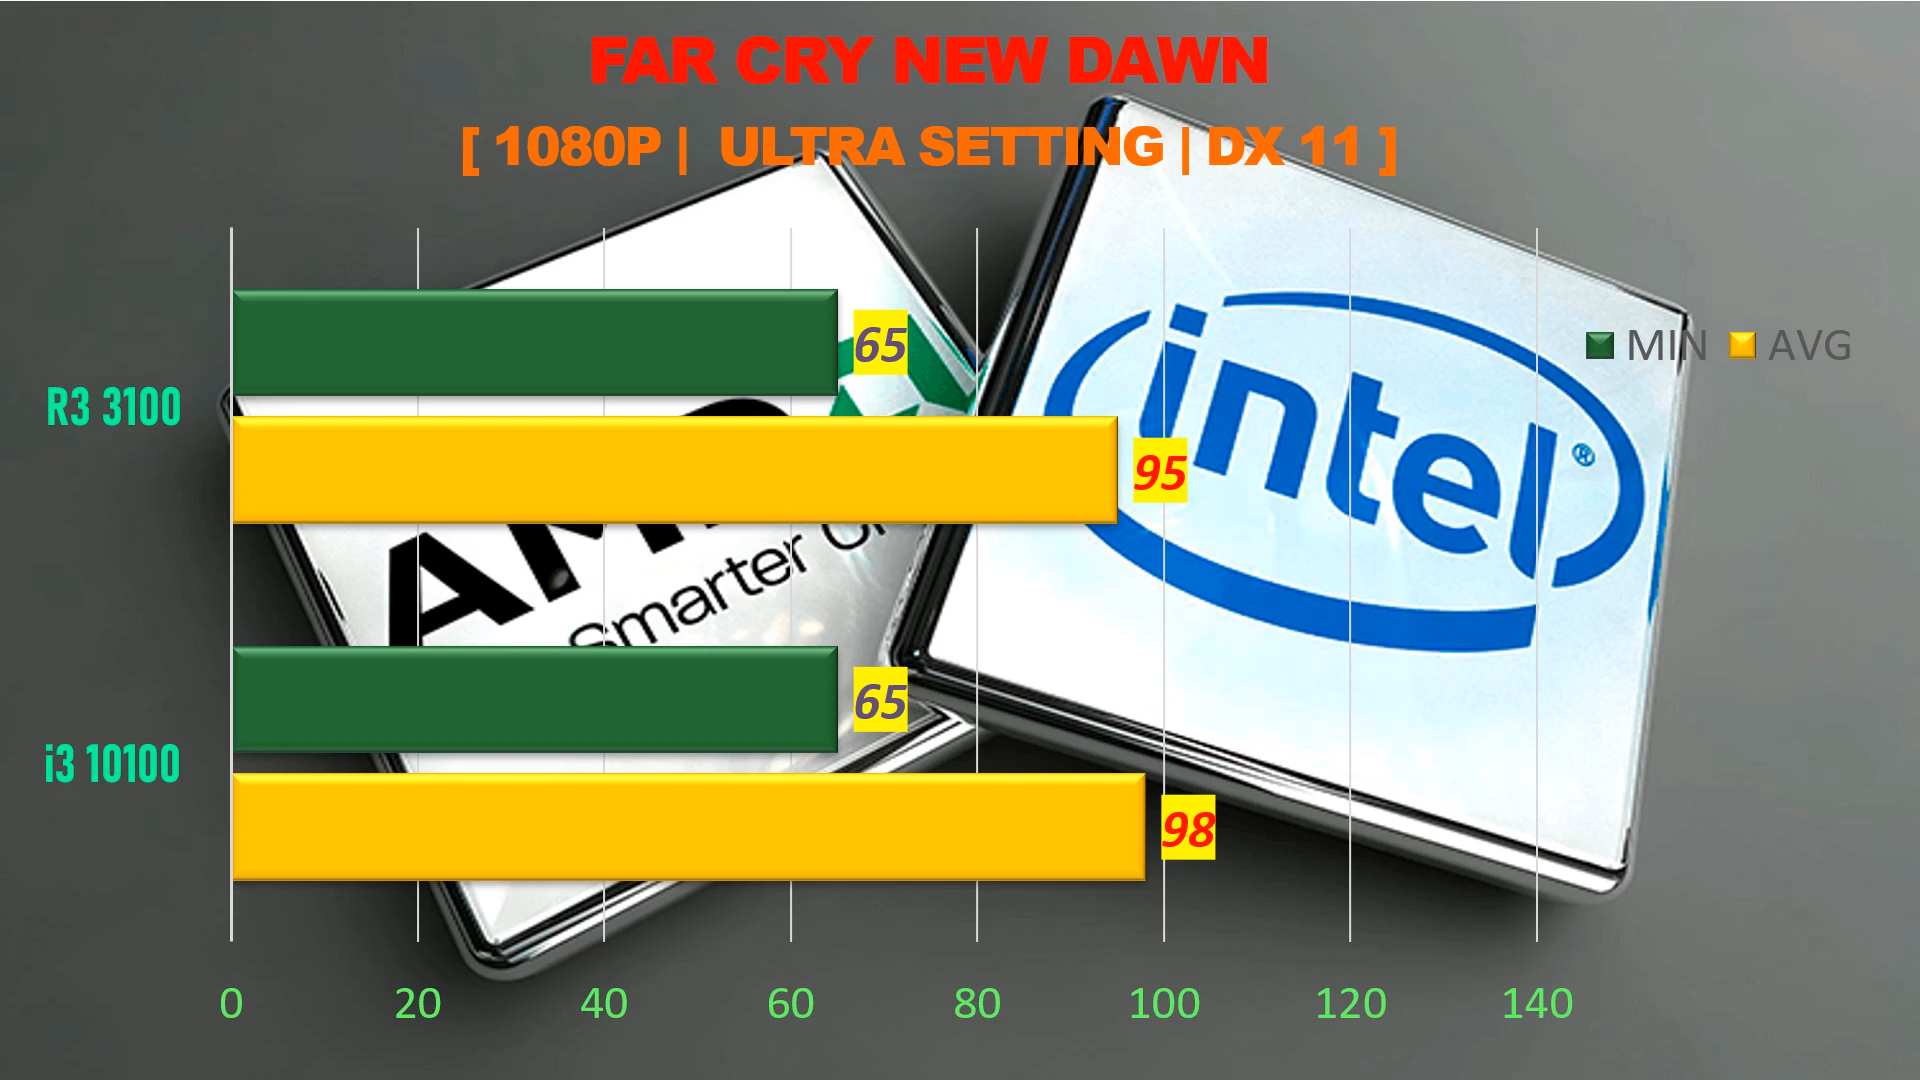 FAR CRY NEW DAWN
[ 1080P | ULTRA SETTING | DX 11 ]
MIN AVG
R3 3100
65
95
i3 10100
65
98
0 20 40 60 80 100 120 140
intel®
Smarter